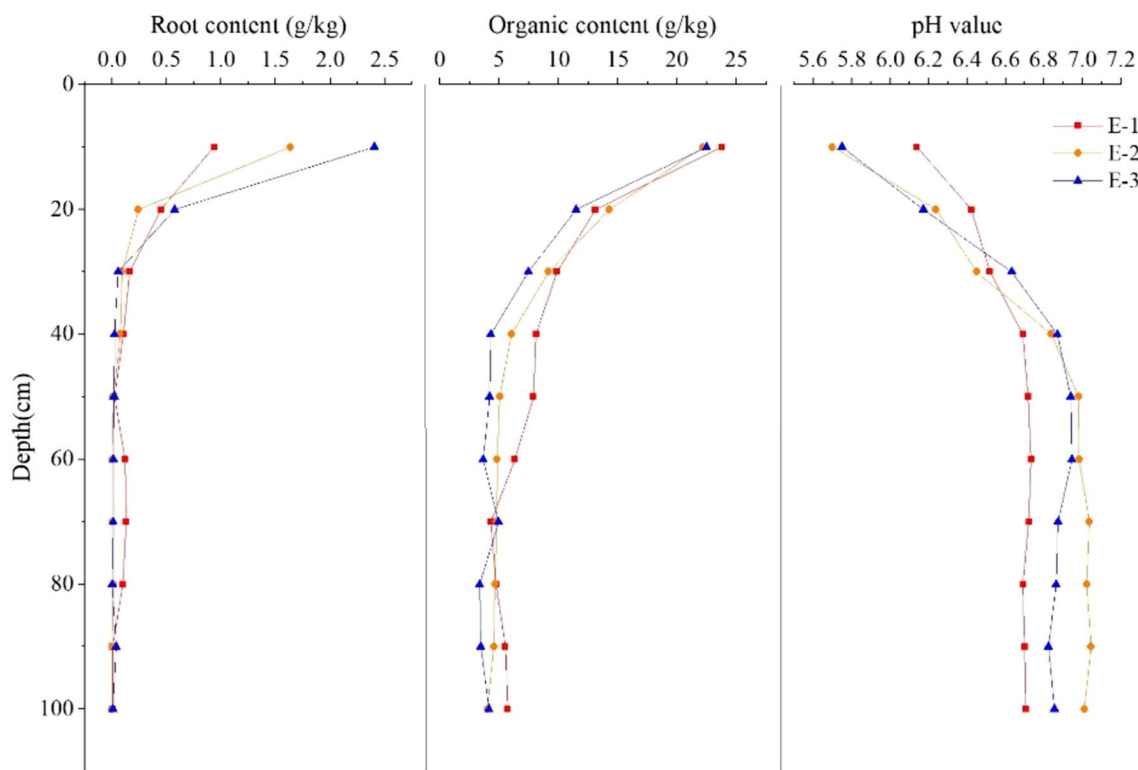 Root content (g/kg)
Organic content (g/kg)
pH value
0.0 0.5 1.0 1.5 2.0 2.5
0 5 10 15 20 25
5.6 5.8 6.0 6.2 6.4 6.6 6.8 7.0 7.2
0
20
40
60
80
100
Depth(cm)
E-1
E-2
E-3